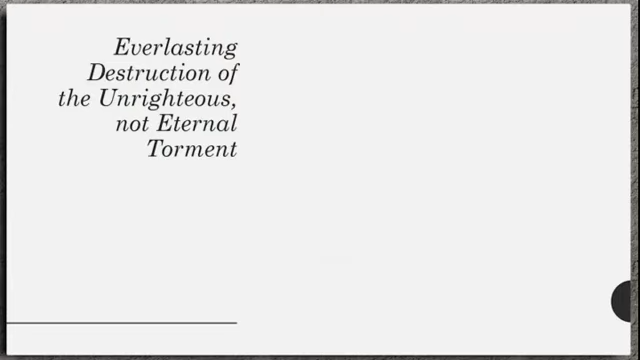 Everlasting
Destruction of
the Unrighteous,
not Eternal
Torment